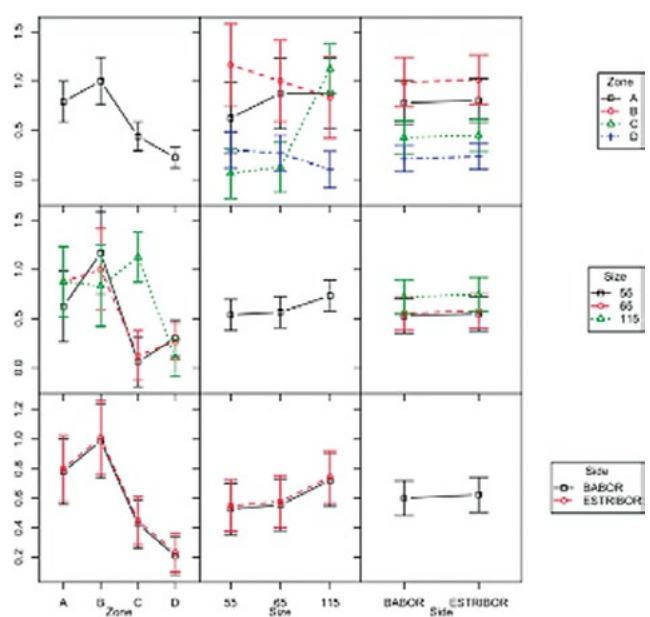 1.5
1.0
0.5
0.0
Zone
A
B
C
D
1.5
1.0
0.5
0.0
Size
55
65
115
1.2
1.0
0.8
0.6
0.4
0.2
Side
BABOR
ESTRIBOR
A B C D 55 65 115 BABOR ESTRIBOR
Zone Size Side